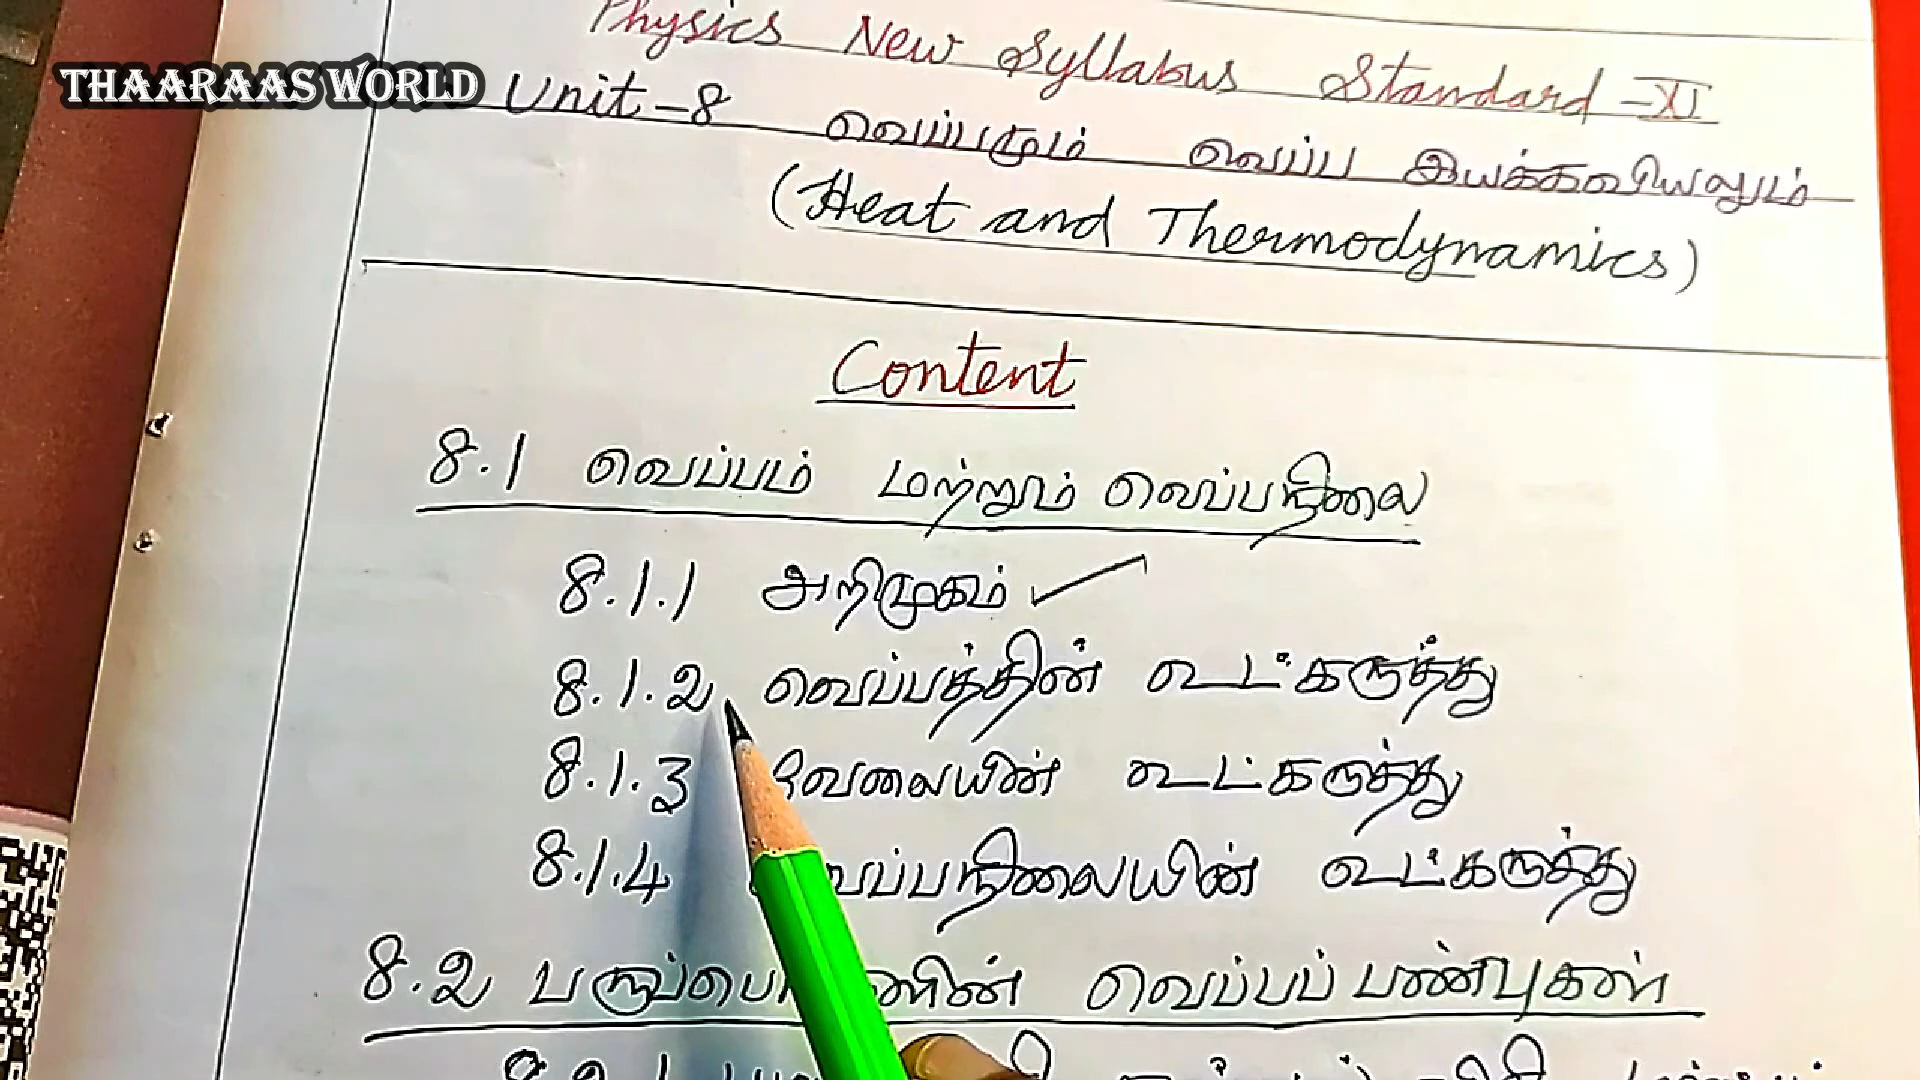 Physics New Syllabus Standard - XI
THAARAAS WORLD
Unit - 8 வெப்பமும் வெப்ப இயக்கவியலும்
(Heat and Thermodynamics)
Content
8.1 வெப்பம் மற்றும் வெப்பநிலை
8.1.1 அறிமுகம்
8.1.2 வெப்பத்தின் உட்கருத்து
8.1.3 வேலையின் உட்கருத்து
8.1.4 வெப்பநிலையின் உட்கருத்து
8.2 வெப்பப் பண்புகள்